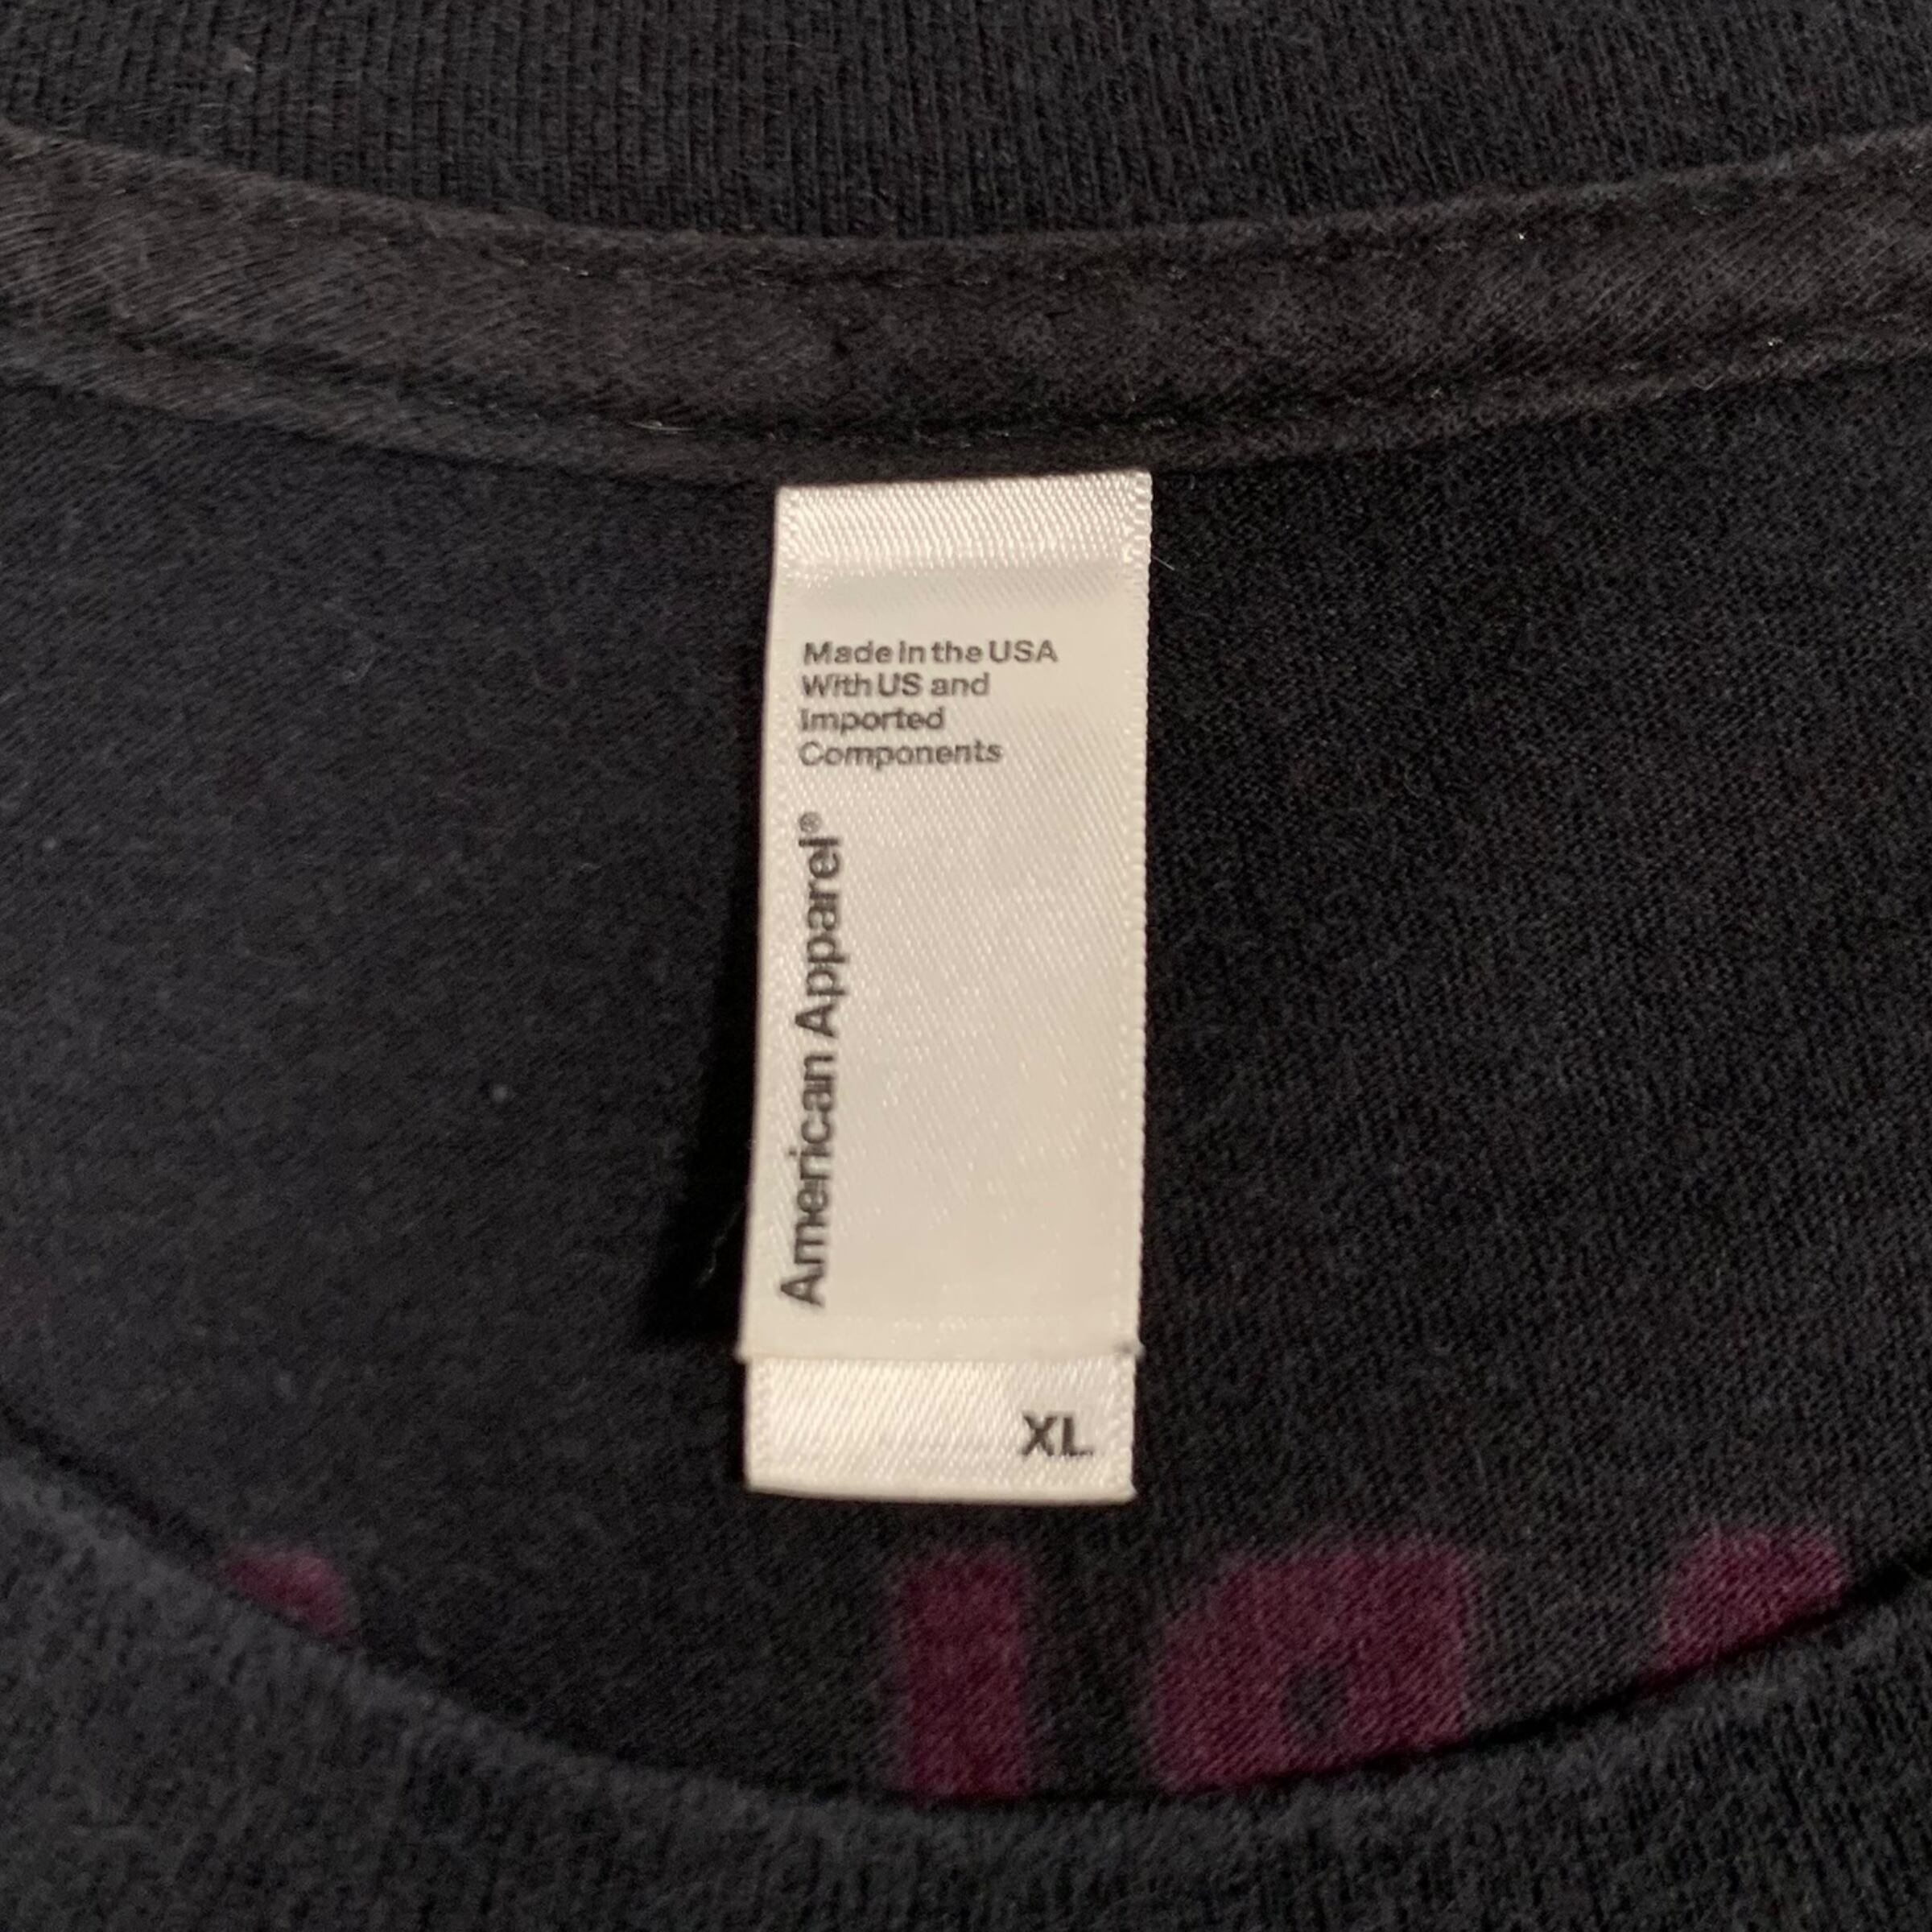 Made in the USA
With US and
Imported
Components
American Apparel®
XL